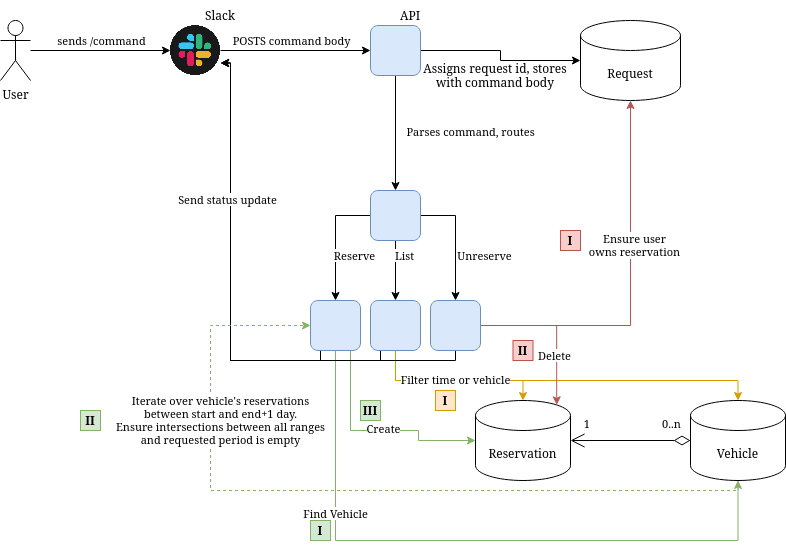 Slack
API
sends /command
POSTS command body
Assigns request id, stores
with command body
Request
User
Parses command, routes
Send status update
I
Ensure user
owns reservation
Reserve
List
Unreserve
II
Delete
Filter time or vehicle
I
II
Iterate over vehicle's reservations
between start and end+1 day.
Ensure intersections between all ranges
and requested period is empty
III
Create
1
0..n
Reservation
Vehicle
Find Vehicle
I